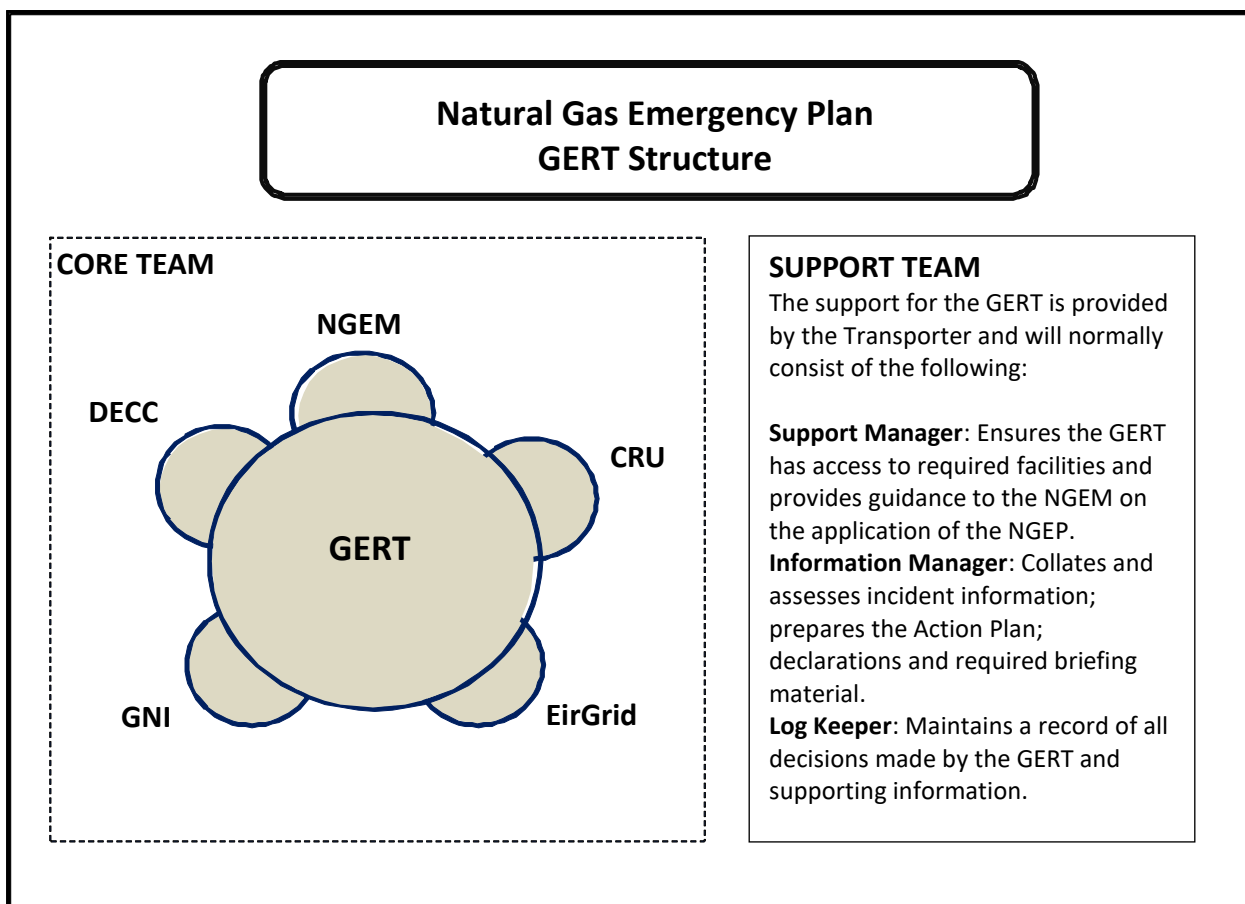 Natural Gas Emergency Plan
GERT Structure
CORE TEAM
NGEM
DECC
CRU
GERT
GNI
EirGrid
SUPPORT TEAM
The support for the GERT is provided
by the Transporter and will normally
consist of the following:
Support Manager: Ensures the GERT
has access to required facilities and
provides guidance to the NGEM on
the application of the NGEP.
Information Manager: Collates and
assesses incident information;
prepares the Action Plan;
declarations and required briefing
material.
Log Keeper: Maintains a record of all
decisions made by the GERT and
supporting information.